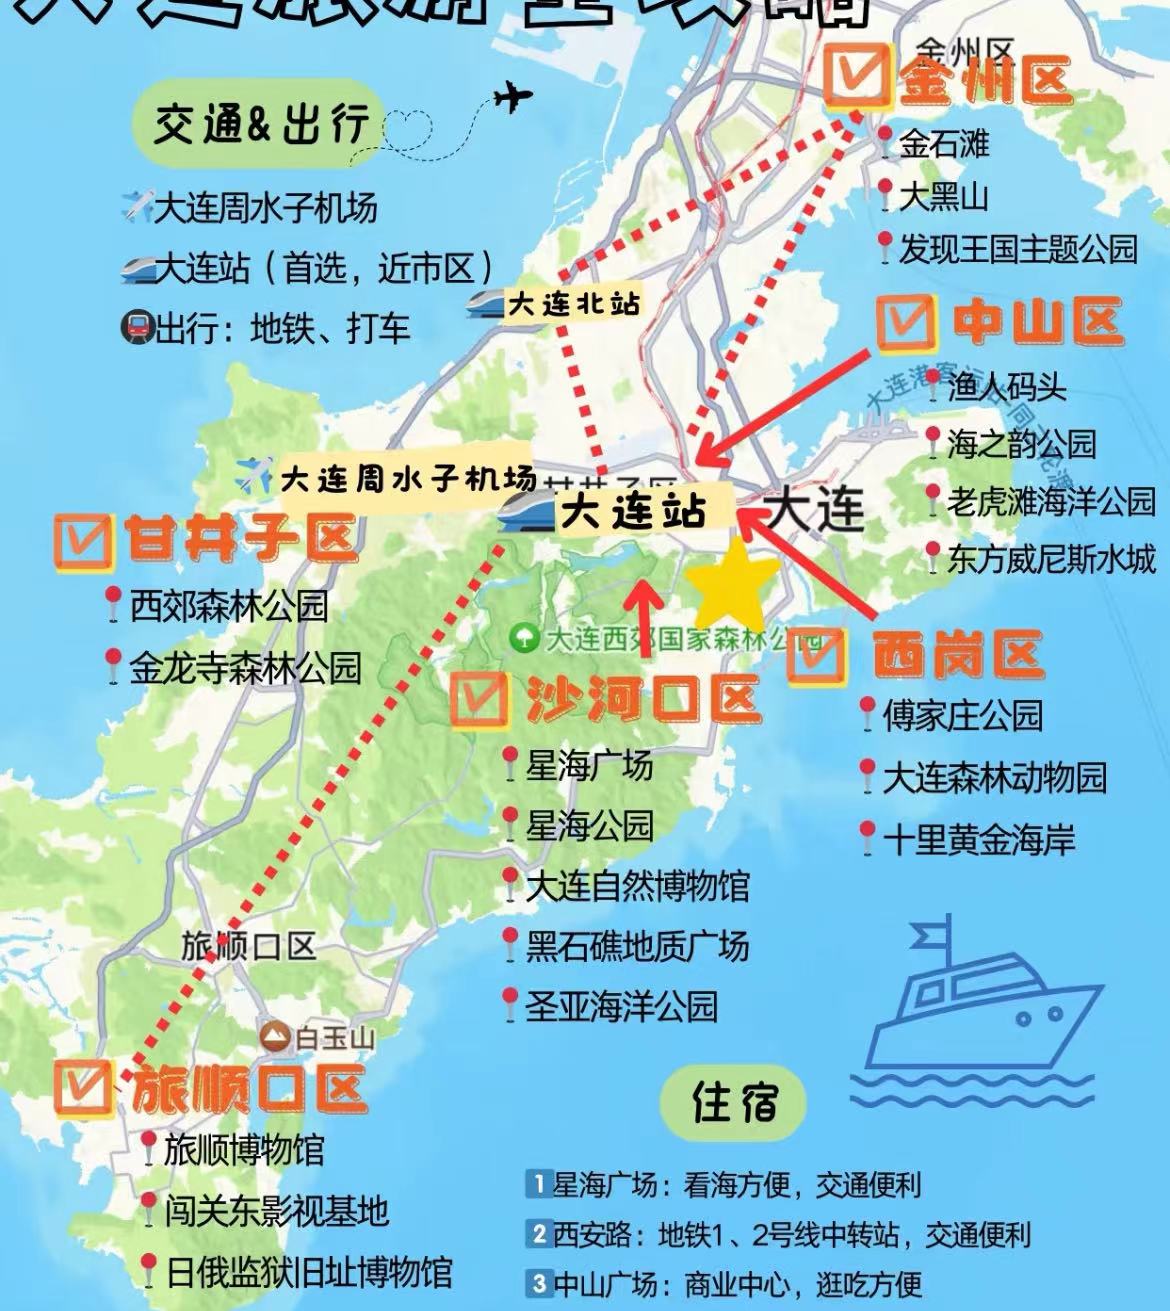 大连旅游全攻略
金州区
金州区
交通&出行
大连周水子机场
大连站（首选，近市区）
出行：地铁、打车
金石滩
大黑山
发现王国主题公园
大连北站
中山区
渔人码头
海之韵公园
老虎滩海洋公园
东方威尼斯水城
大连周水子机场
甘井子区
大连站
大连
甘井子区
西郊森林公园
金龙寺森林公园
大连西郊国家森林公园
沙河口区
星海广场
星海公园
大连自然博物馆
黑石礁地质广场
圣亚海洋公园
西岗区
傅家庄公园
大连森林动物园
十里黄金海岸
旅顺口区
白玉山
旅顺口区
旅顺博物馆
闯关东影视基地
日俄监狱旧址博物馆
住宿
1 星海广场：看海方便，交通便利
2 西安路：地铁1、2号线中转站，交通便利
3 中山广场：商业中心，逛吃方便